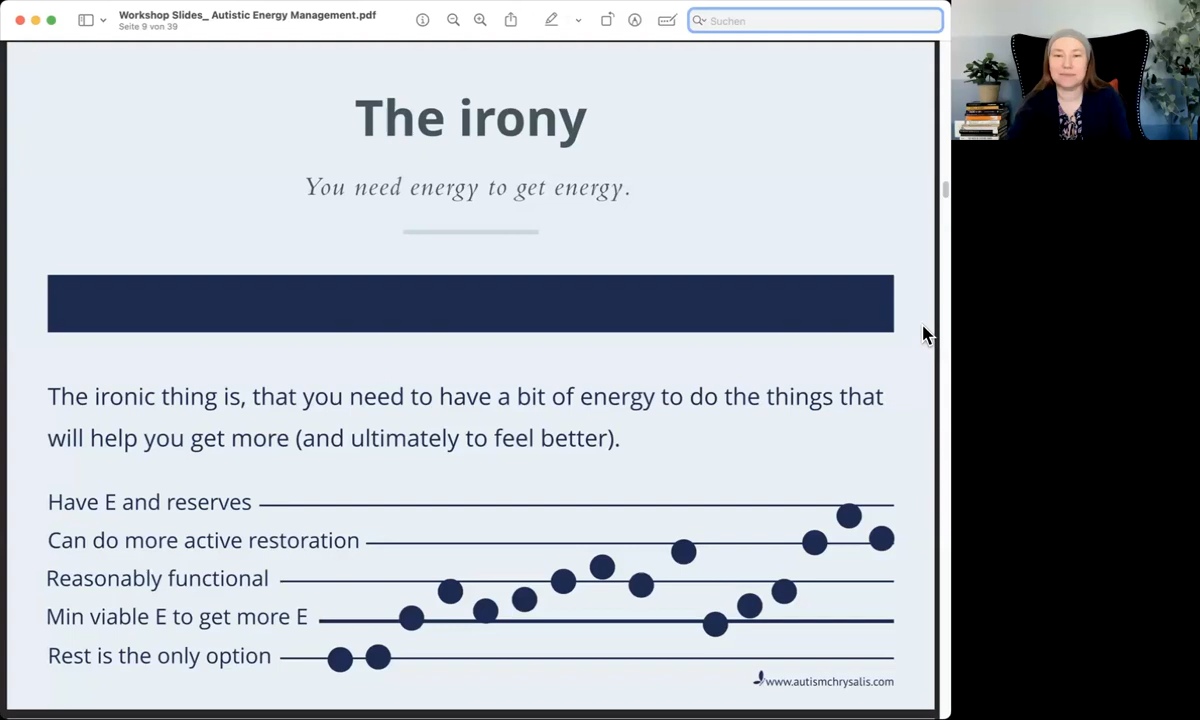 Workshop Slides_ Autistic Energy Management.pdf
Seite 9 von 39
Suchen
The irony
You need energy to get energy.
The ironic thing is, that you need to have a bit of energy to do the things that
will help you get more (and ultimately to feel better).
Have E and reserves
Can do more active restoration
Reasonably functional
Min viable E to get more E
Rest is the only option
www.autismchrysalis.com